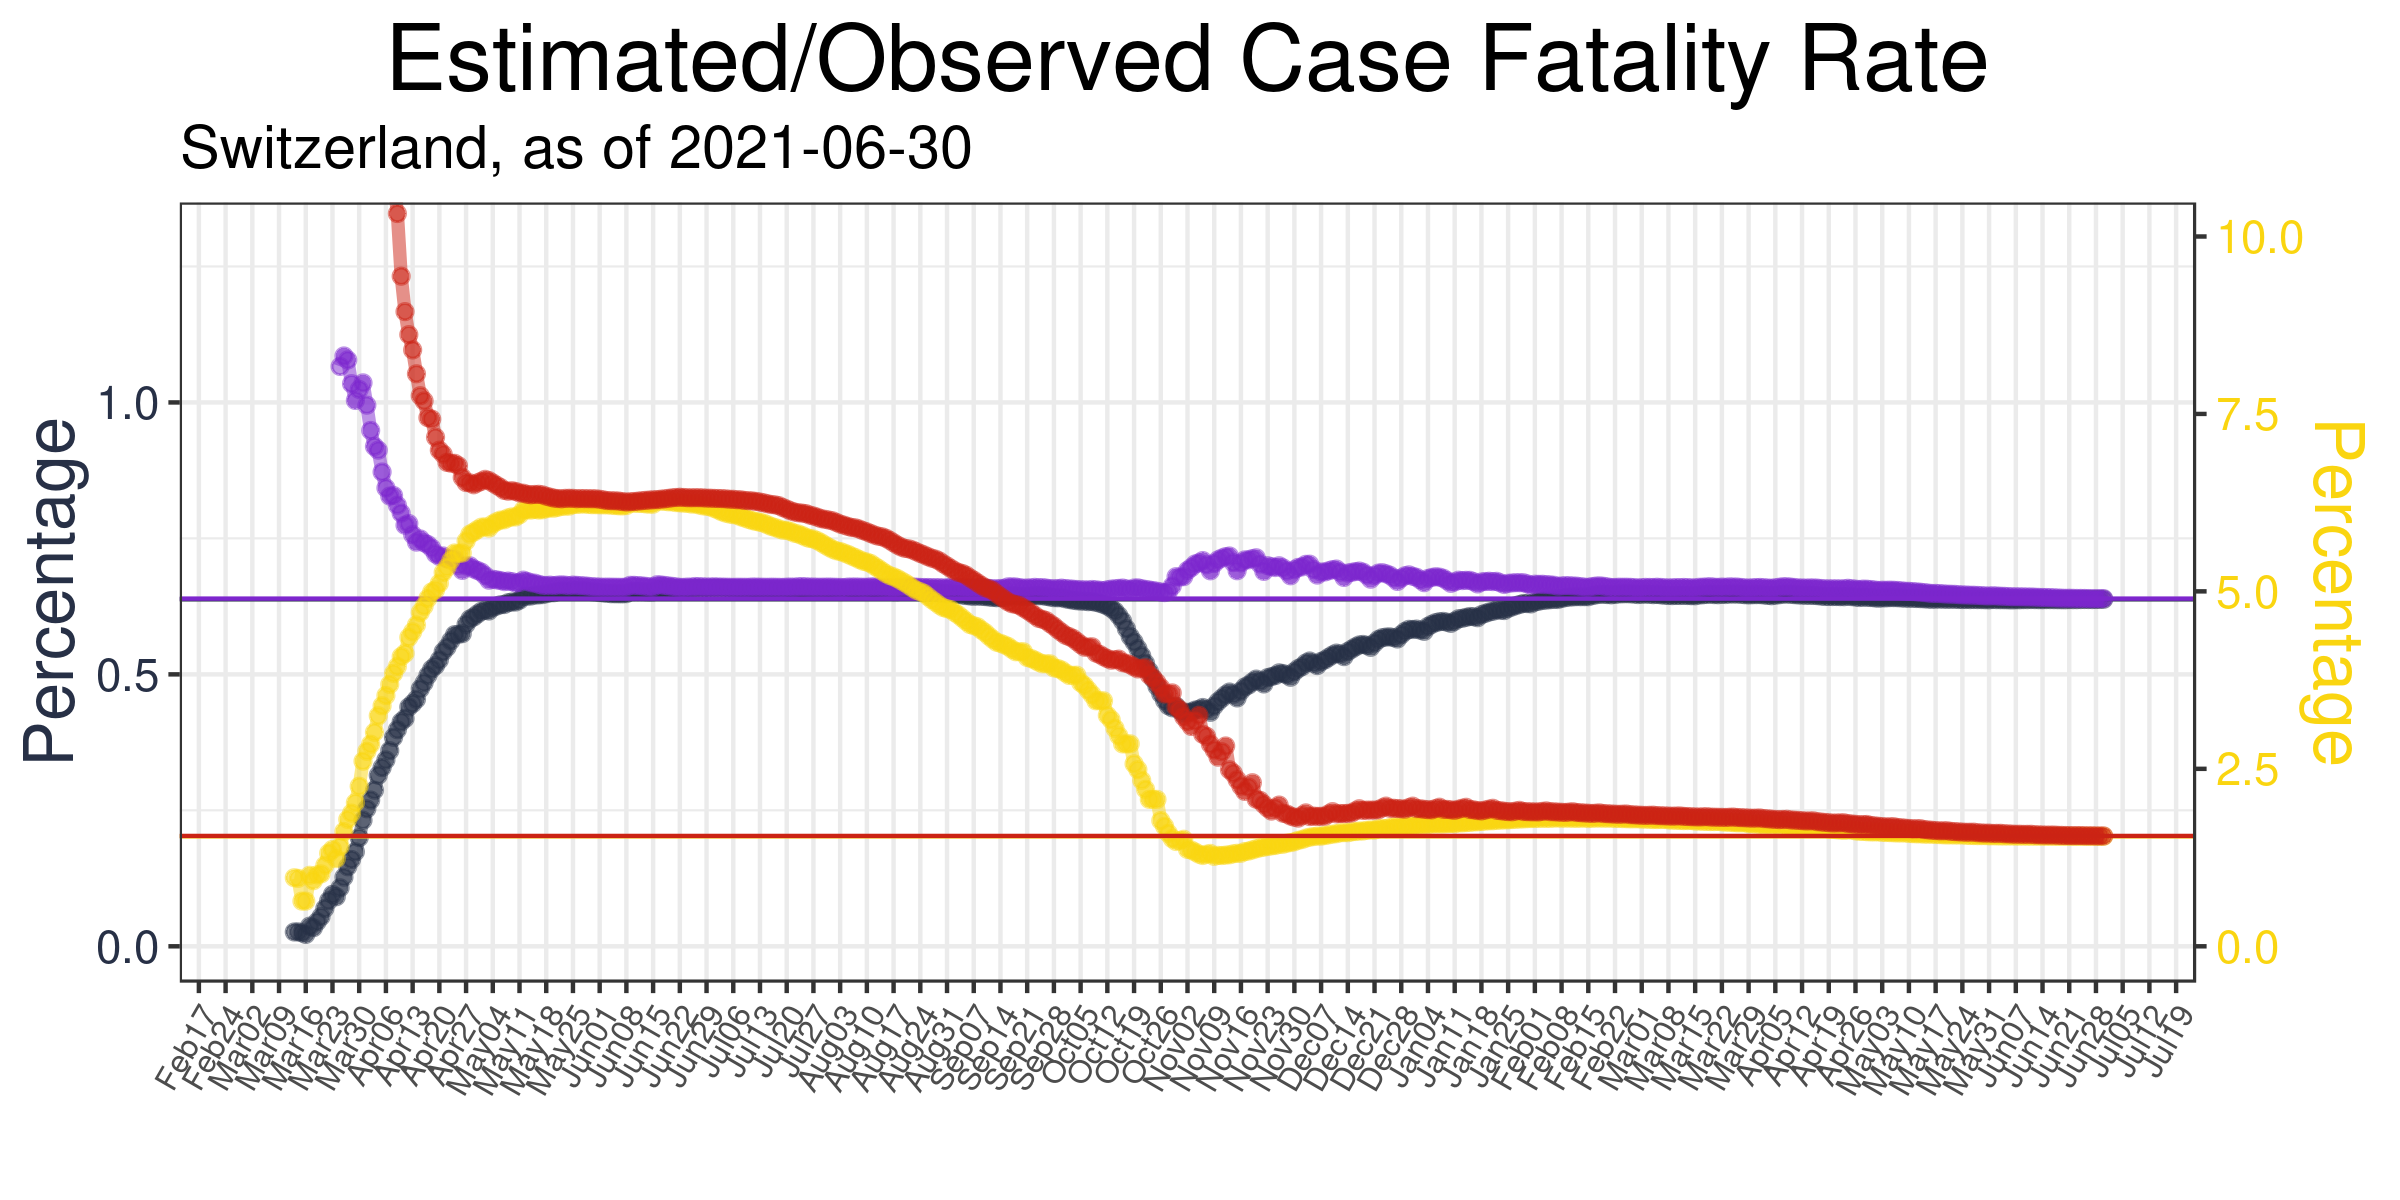 Estimated/Observed Case Fatality Rate
Switzerland, as of 2021-06-30
Percentage
1.0
0.5
0.0
10.0
7.5
5.0
2.5
0.0
Percentage
Feb17
Feb24
Mar02
Mar09
Mar16
Mar23
Mar30
Apr06
Apr13
Apr20
Apr27
May04
May11
May18
May25
Jun01
Jun08
Jun15
Jun22
Jun29
Jul06
Jul13
Jul20
Jul27
Aug03
Aug10
Aug17
Aug24
Aug31
Sep07
Sep14
Sep21
Sep28
Oct05
Oct12
Oct19
Oct26
Nov02
Nov09
Nov16
Nov23
Nov30
Dec07
Dec14
Dec21
Dec28
Jan04
Jan11
Jan18
Jan25
Feb01
Feb08
Feb15
Feb22
Mar01
Mar08
Mar15
Mar22
Mar29
Apr05
Apr12
Apr19
Apr26
May03
May10
May17
May24
May31
Jun07
Jun14
Jun21
Jun28
Jul05
Jul12
Jul19